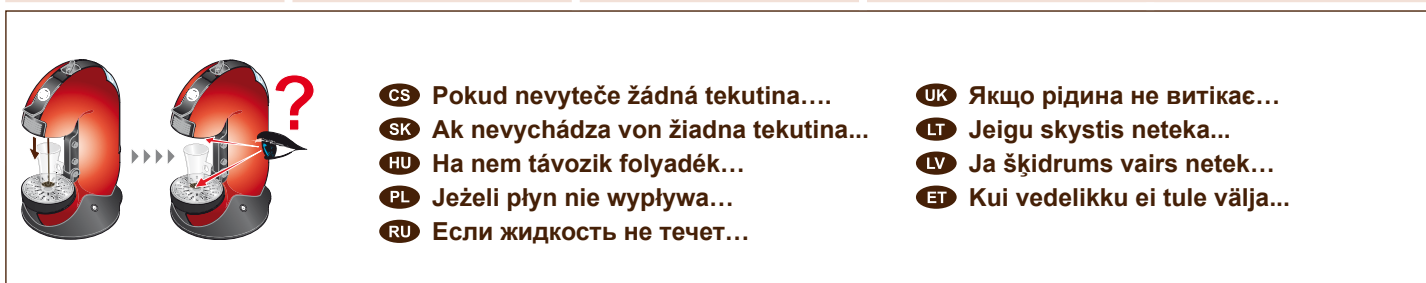 ?
CS Pokud nevyteče žádná tekutina….
SK Ak nevychádza von žiadna tekutina...
HU Ha nem távozik folyadék…
PL Jeżeli płyn nie wypływa…
RU Если жидкость не течет…
UK Якщо рідина не витікає…
LT Jeigu skystis neteka...
LV Ja šķidrums vairs netek…
ET Kui vedelikku ei tule välja...